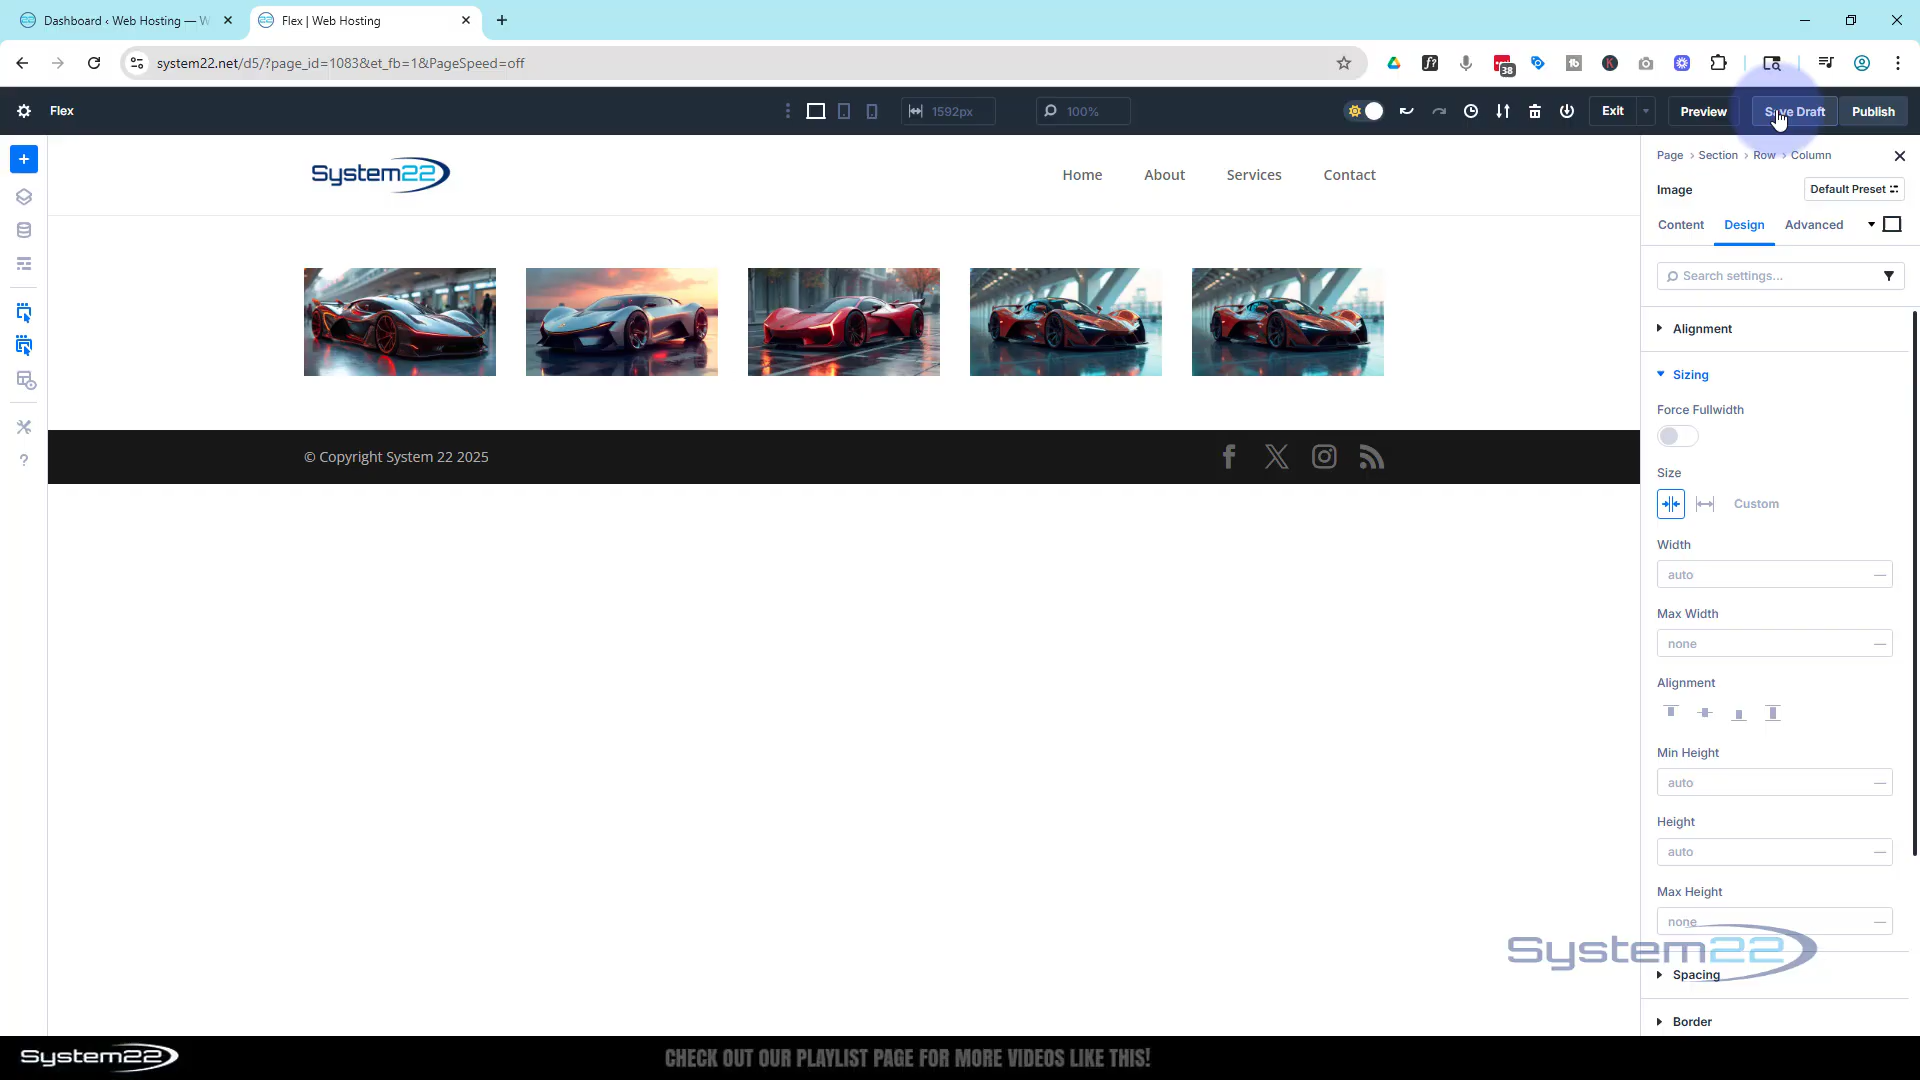 Dashboard ‹ Web Hosting — W
Flex | Web Hosting
system22.net/d5/?page_id=1083&et_fb=1&PageSpeed=off
38
Flex
1592px
100%
Exit
Preview
Save Draft
Publish
System22
Home
About
Services
Contact
Page › Section › Row › Column
Image
Default Preset
Content
Design
Advanced
Search settings...
Alignment
Sizing
Force Fullwidth
Size
Custom
Width
auto
Max Width
none
Alignment
Min Height
auto
Height
auto
Max Height
none
Spacing
Border
© Copyright System 22 2025
System22
System22
CHECK OUT OUR PLAYLIST PAGE FOR MORE VIDEOS LIKE THIS!